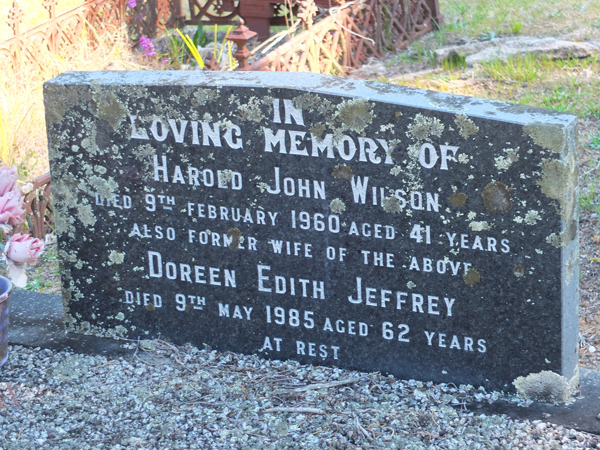 IN
LOVING MEMORY OF
HAROLD JOHN WILSON
DIED 9TH FEBRUARY 1960 AGED 41 YEARS
ALSO FORMER WIFE OF THE ABOVE
DOREEN EDITH JEFFREY
DIED 9TH MAY 1985 AGED 62 YEARS
AT REST